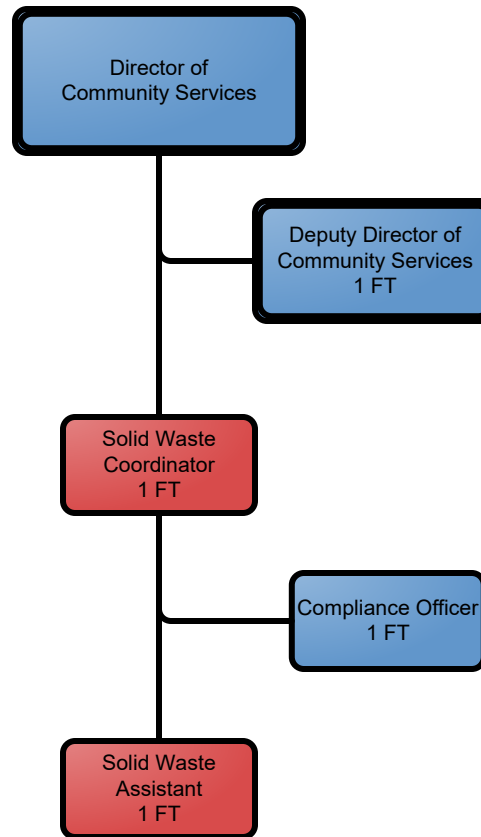 Director of
Community Services
Deputy Director of
Community Services
1 FT
Solid Waste
Coordinator
1 FT
Compliance Officer
1 FT
Solid Waste
Assistant
1 FT